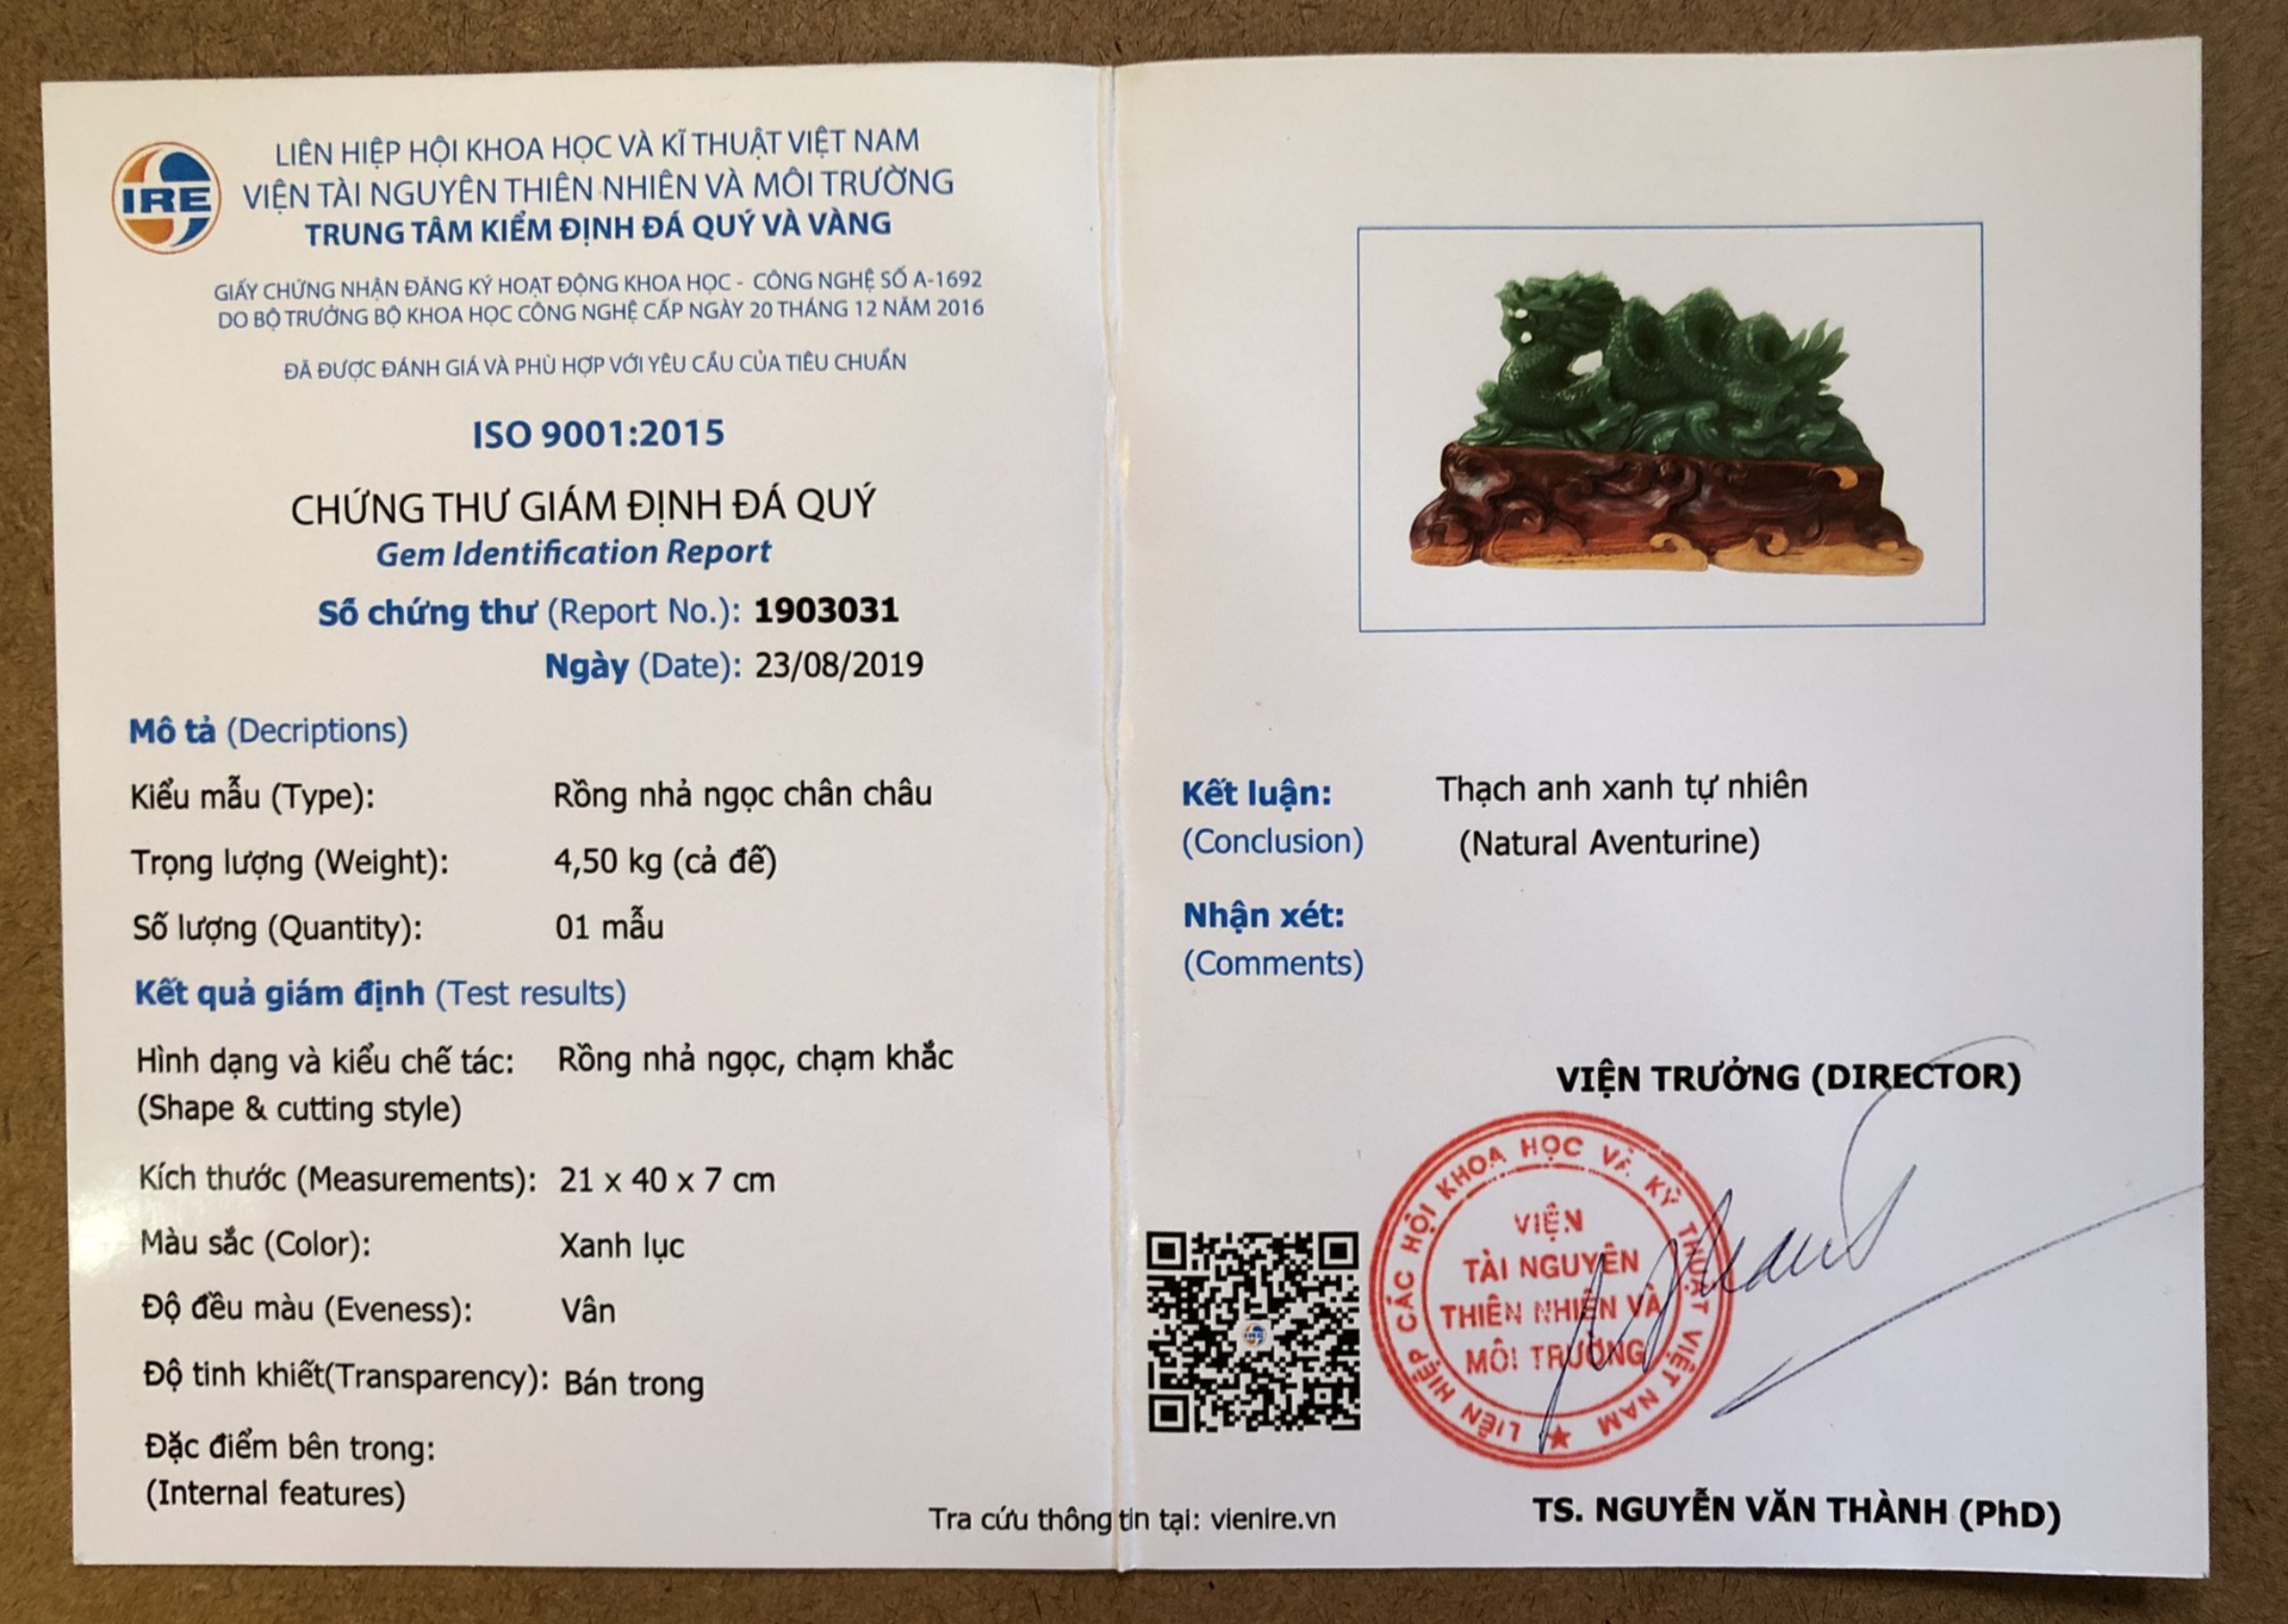 IRE
LIÊN HIỆP HỘI KHOA HỌC VÀ KĨ THUẬT VIỆT NAM
VIỆN TÀI NGUYÊN THIÊN NHIÊN VÀ MÔI TRƯỜNG
TRUNG TÂM KIỂM ĐỊNH ĐÁ QUÝ VÀ VÀNG
GIẤY CHỨNG NHẬN ĐĂNG KÝ HOẠT ĐỘNG KHOA HỌC - CÔNG NGHỆ SỐ A-1692
DO BỘ TRƯỞNG BỘ KHOA HỌC CÔNG NGHỆ CẤP NGÀY 20 THÁNG 12 NĂM 2016
ĐÃ ĐƯỢC ĐÁNH GIÁ VÀ PHÙ HỢP VỚI YÊU CẦU CỦA TIÊU CHUẨN
ISO 9001:2015
CHỨNG THƯ GIÁM ĐỊNH ĐÁ QUÝ
Gem Identification Report
Số chứng thư (Report No.): 1903031
Ngày (Date): 23/08/2019
Mô tả (Decriptions)
Kiểu mẫu (Type): Rồng nhả ngọc chân châu
Trọng lượng (Weight): 4,50 kg (cả đế)
Số lượng (Quantity): 01 mẫu
Kết quả giám định (Test results)
Hình dạng và kiểu chế tác: Rồng nhả ngọc, chạm khắc
(Shape & cutting style)
Kích thước (Measurements): 21 x 40 x 7 cm
Màu sắc (Color): Xanh lục
Độ đều màu (Eveness): Vân
Độ tinh khiết(Transparency): Bán trong
Đặc điểm bên trong:
(Internal features)
Kết luận: Thạch anh xanh tự nhiên
(Conclusion) (Natural Aventurine)
Nhận xét:
(Comments)
VIỆN TRƯỞNG (DIRECTOR)
LIÊN HIỆP CÁC HỘI KHOA HỌC VÀ KỸ THUẬT VIỆT NAM
VIỆN
TÀI NGUYÊN
THIÊN NHIÊN VÀ
MÔI TRƯỜNG
IRE
TS. NGUYỄN VĂN THÀNH (PhD)
Tra cứu thông tin tại: vienire.vn